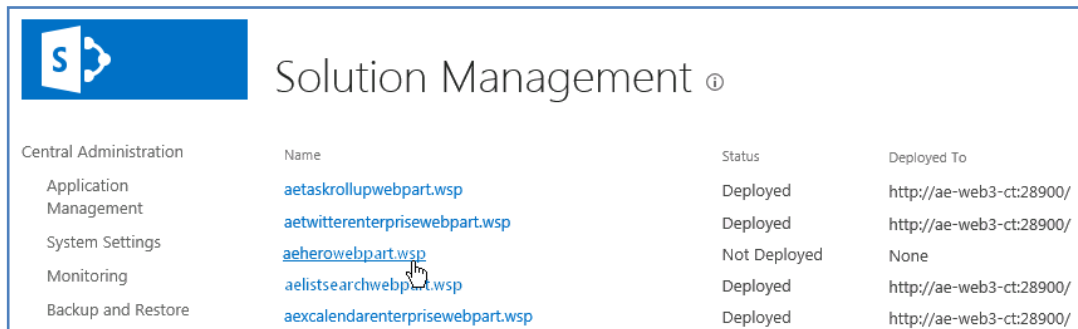 S
Solution Management
Central Administration
Application
Management
System Settings
Monitoring
Backup and Restore
Name Status Deployed To
aetaskrollupwebpart.wsp Deployed http://ae-web3-ct:28900/
aetwitterenterprisewebpart.wsp Deployed http://ae-web3-ct:28900/
aeherowebpart.wsp Not Deployed None
aelistsearchwebpart.wsp Deployed http://ae-web3-ct:28900/
aexcalendarenterprisewebpart.wsp Deployed http://ae-web3-ct:28900/